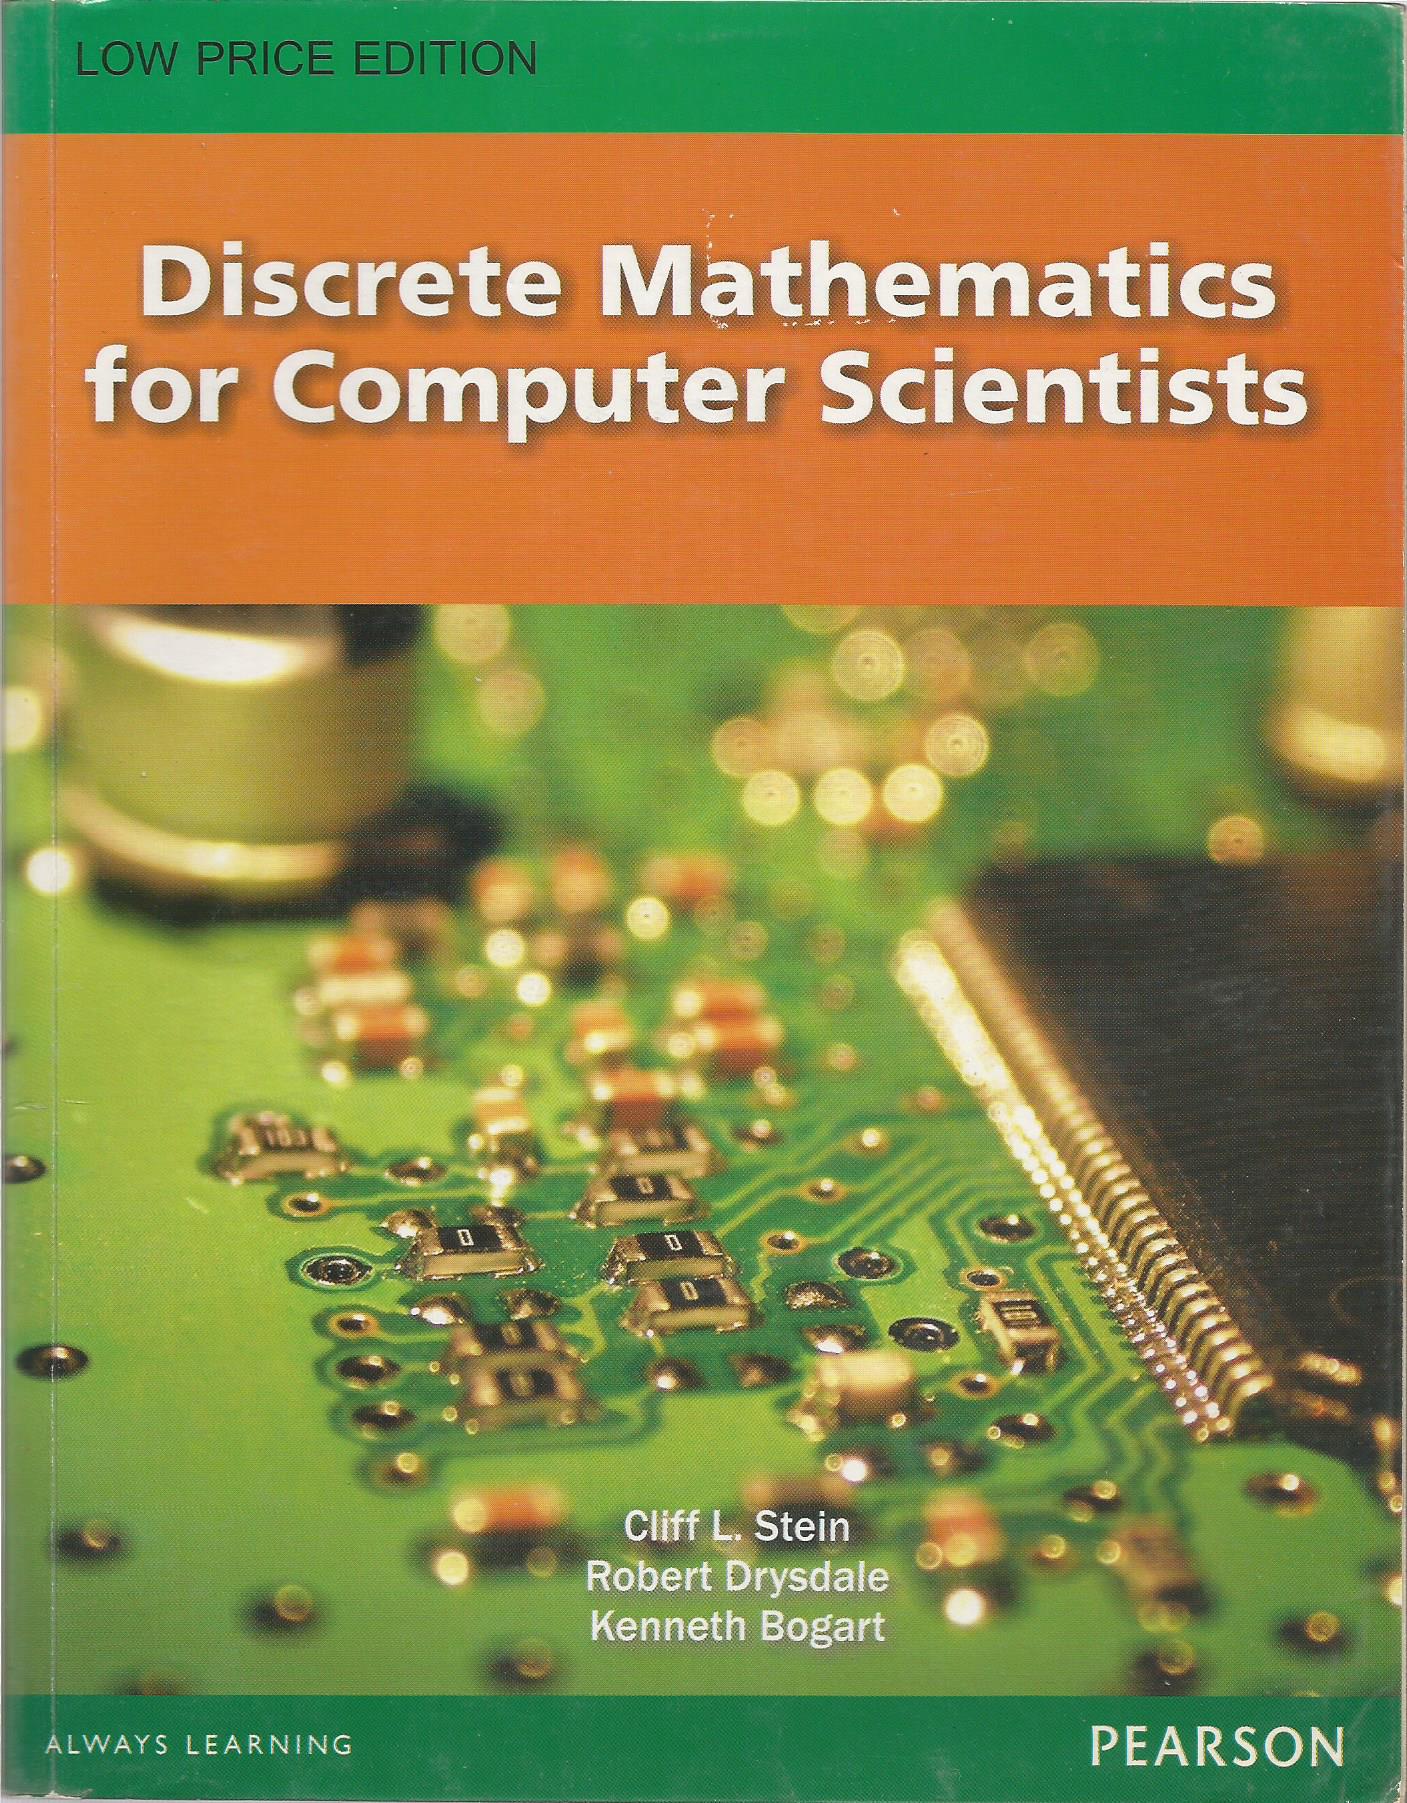 LOW PRICE EDITION
Discrete Mathematics
for Computer Scientists
Cliff L. Stein
Robert Drysdale
Kenneth Bogart
ALWAYS LEARNING
PEARSON